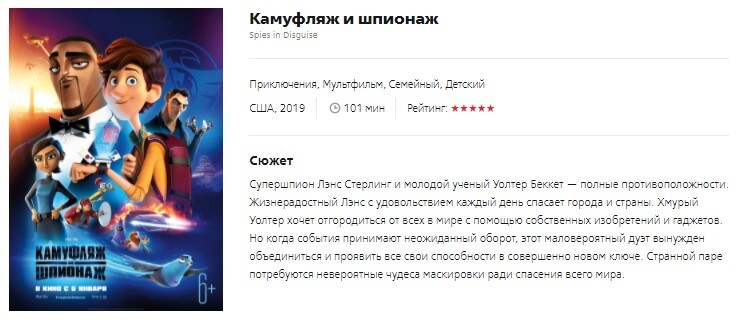 Камуфляж и шпионаж
Spies in Disguise
Приключения, Мультфильм, Семейный, Детский
США, 2019 101 мин Рейтинг: ★★★★★
Сюжет
Супершпион Лэнс Стерлинг и молодой ученый Уолтер Беккет — полные противоположности.
Жизнерадостный Лэнс с удовольствием каждый день спасает города и страны. Хмурый
Уолтер хочет отгородиться от всех в мире с помощью собственных изобретений и гаджетов.
Но когда события принимают неожиданный оборот, этот маловероятный дуэт вынужден
объединиться и проявить все свои способности в совершенно новом ключе. Странной паре
потребуются невероятные чудеса маскировки ради спасения всего мира.
КАМУФЛЯЖ
И
ШПИОНАЖ
В КИНО С 6 ЯНВАРЯ
6+